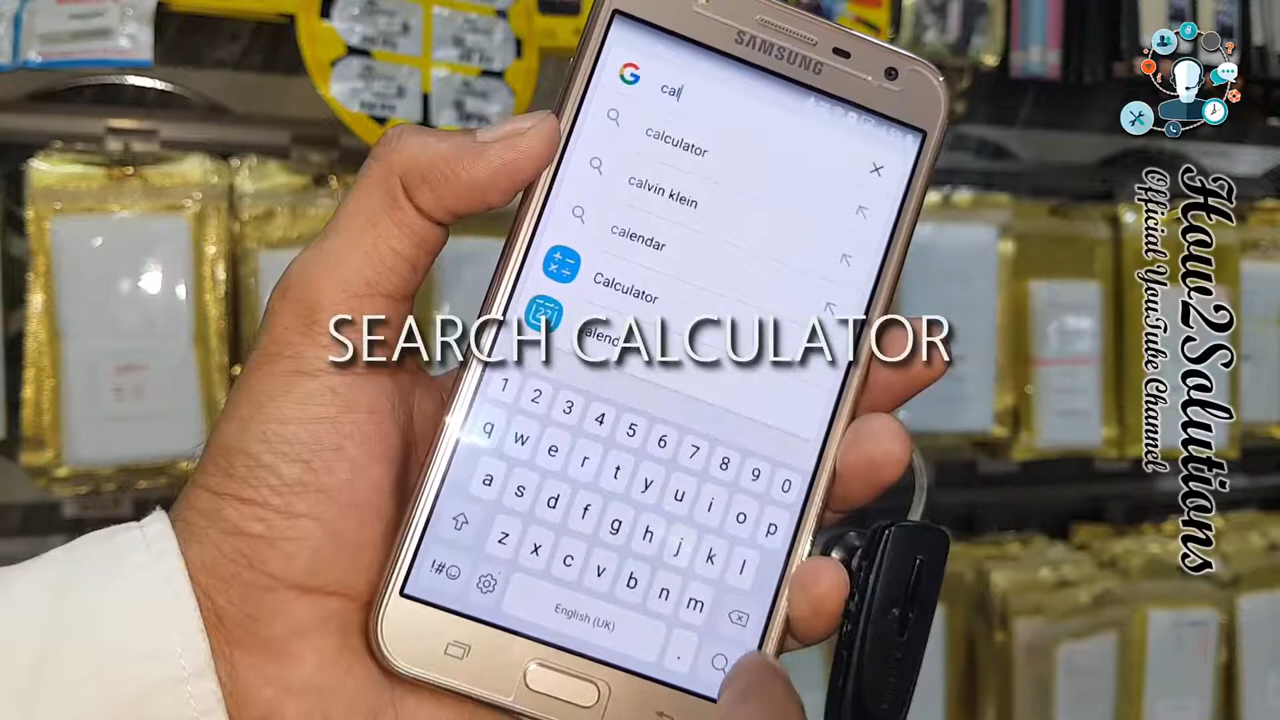 SAMSUNG
cal
calculator
calvin klein
calendar
Calculator
SEARCH CALCULATOR
1 2 3 4 5 6 7 8 9 0
q w e r t y u i o p
a s d f g h j k l
z x c v b n m
!#☺
English (UK)
.
How2Solutions
Official YouTube Channel